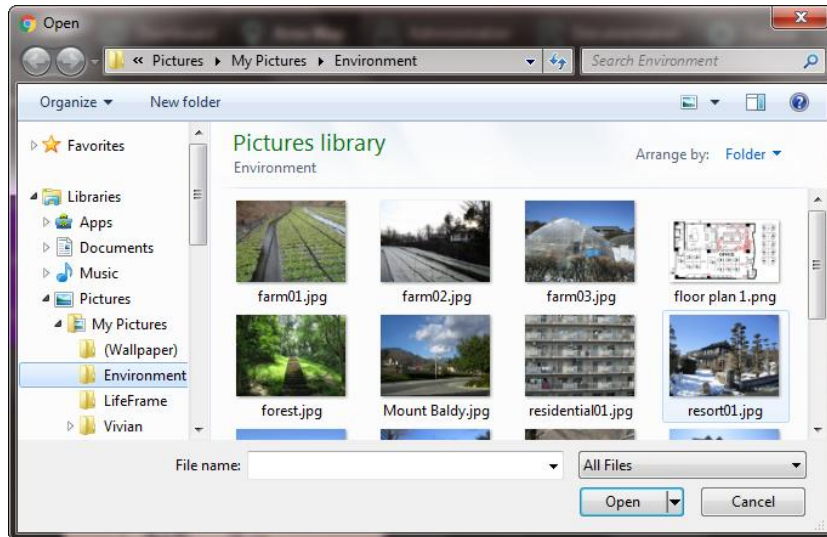 Open
« Pictures ▸ My Pictures ▸ Environment
Search Environment
Organize ▾ New folder
Favorites
Libraries
Apps
Documents
Music
Pictures
My Pictures
(Wallpaper)
Environment
LifeFrame
Vivian
Pictures library
Environment
Arrange by: Folder ▾
farm01.jpg farm02.jpg farm03.jpg floor plan 1.png
forest.jpg Mount Baldy.jpg residential01.jpg resort01.jpg
File name:
All Files
Open Cancel